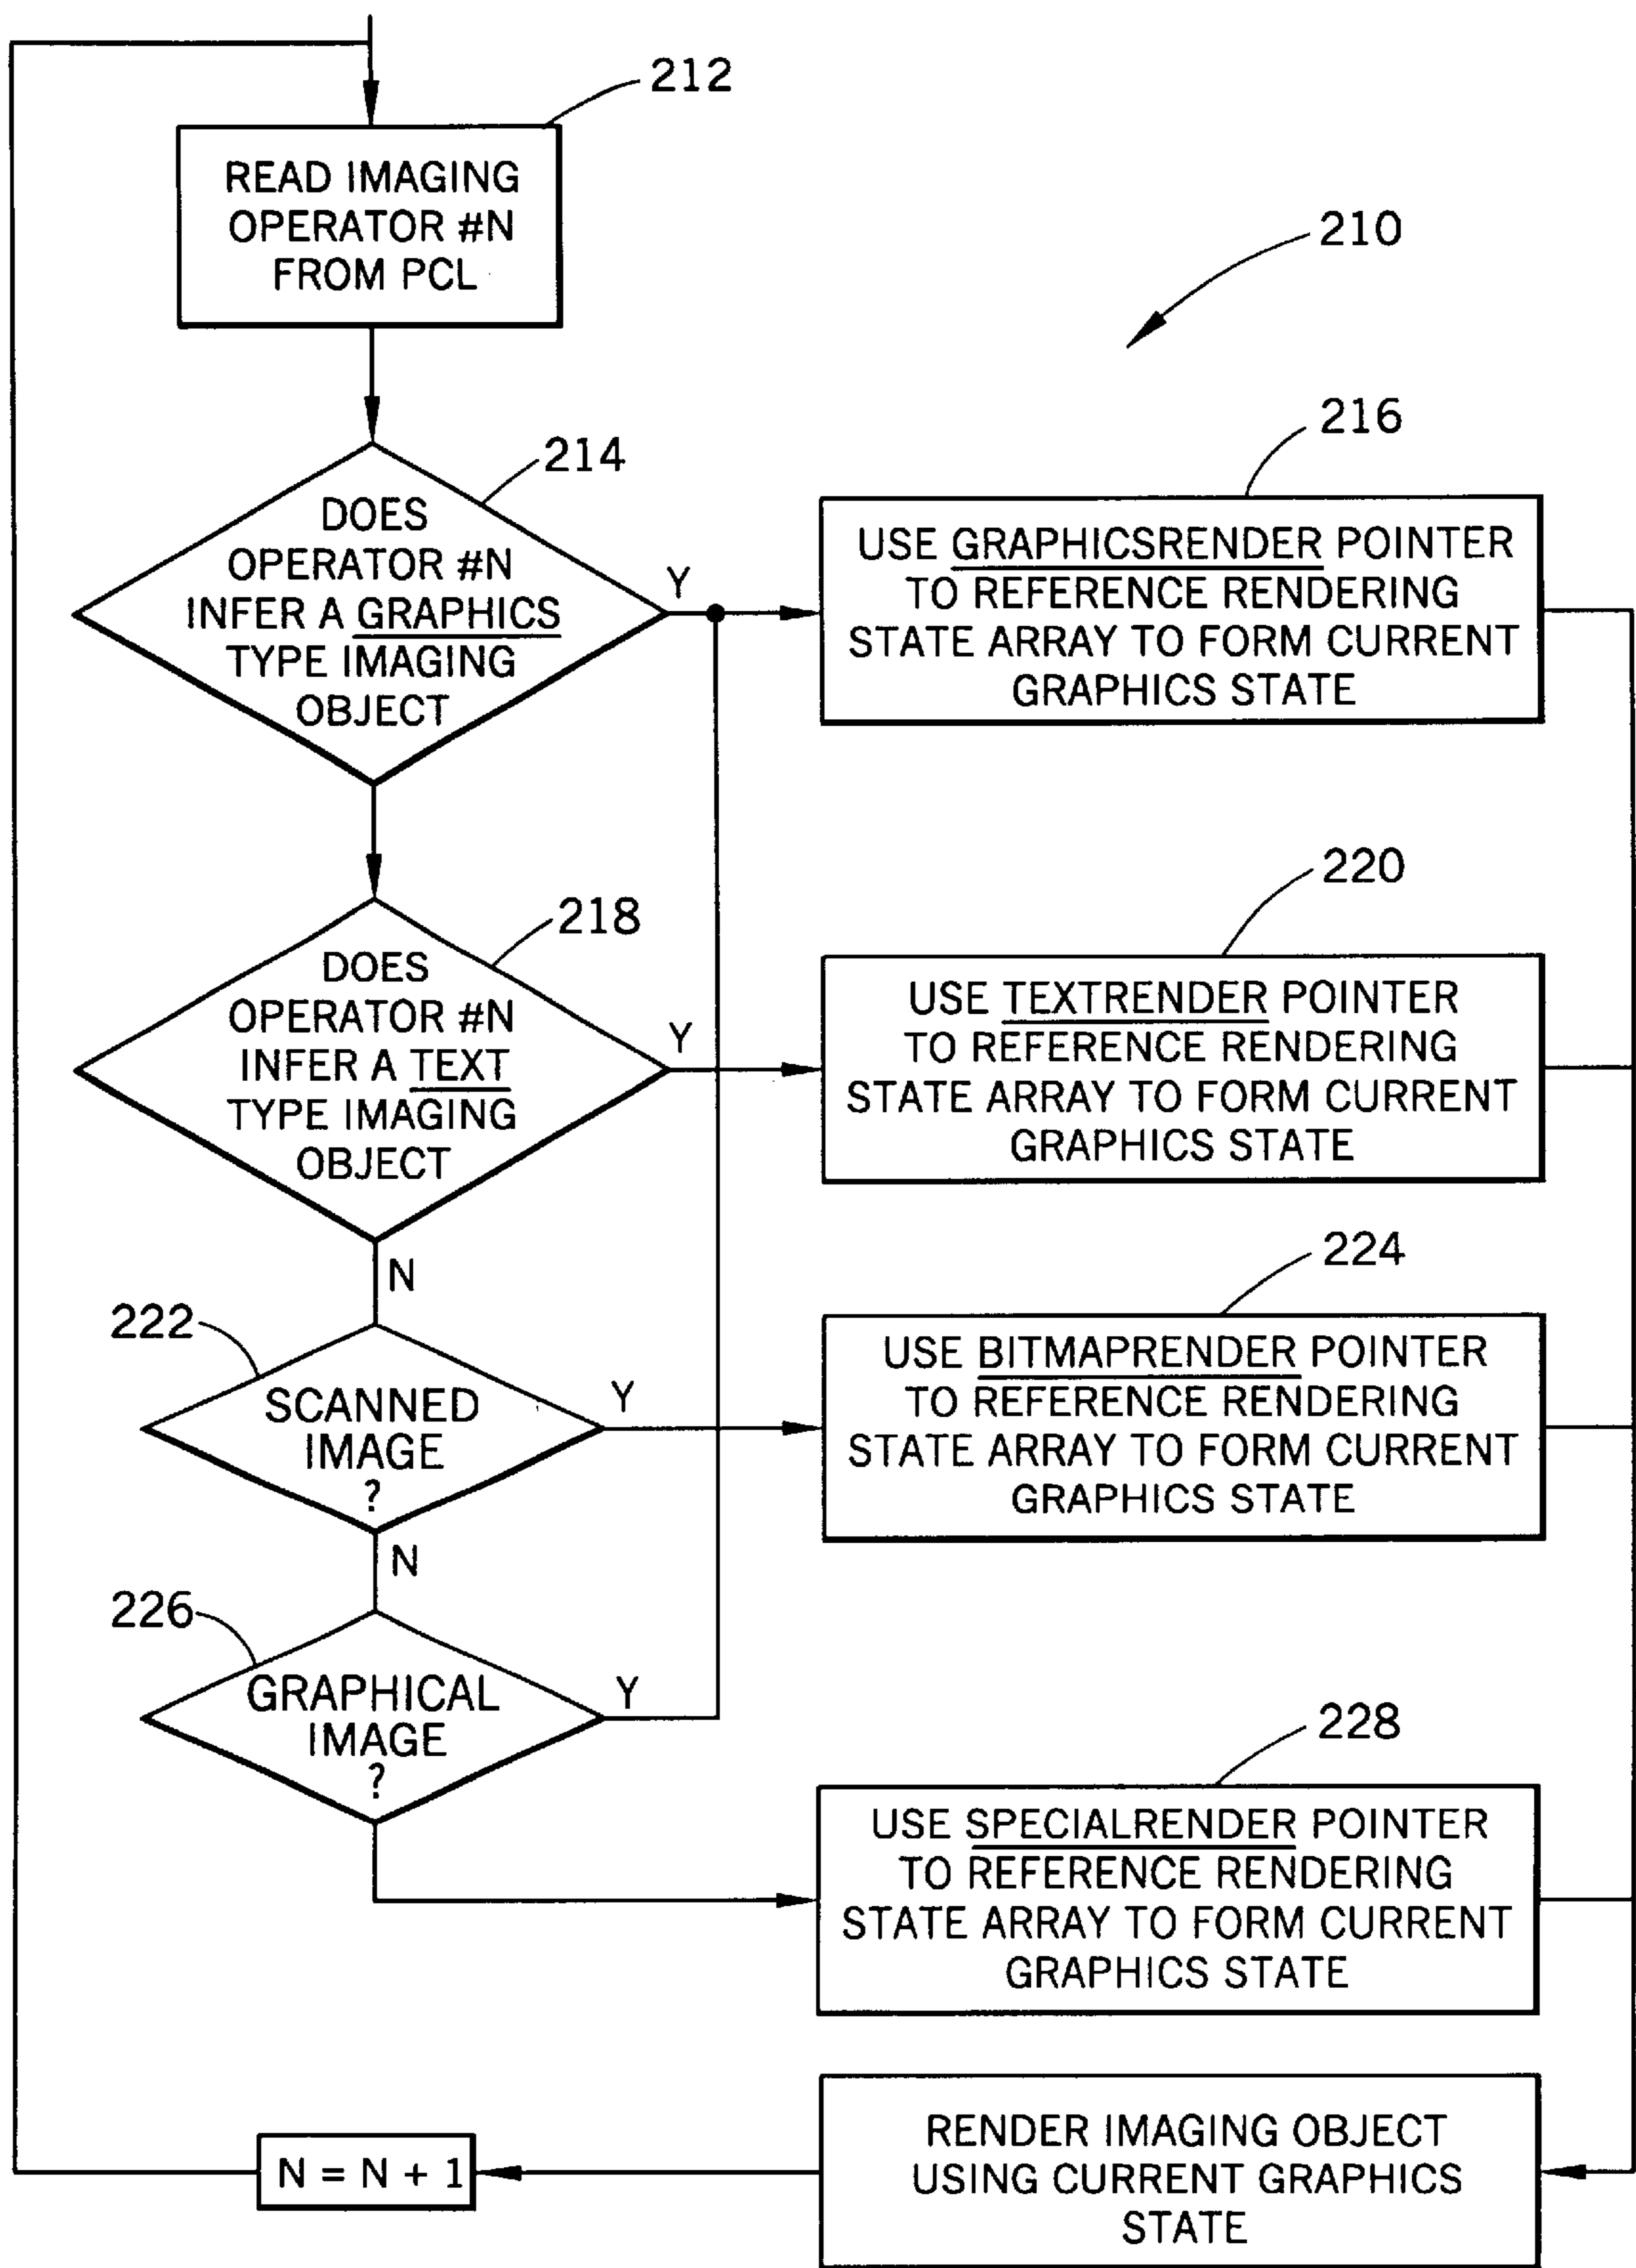 212
READ IMAGING
OPERATOR #N
FROM PCL
210
214
DOES
OPERATOR #N
INFER A GRAPHICS
TYPE IMAGING
OBJECT
Y
216
USE GRAPHICSRENDER POINTER
TO REFERENCE RENDERING
STATE ARRAY TO FORM CURRENT
GRAPHICS STATE
218
DOES
OPERATOR #N
INFER A TEXT
TYPE IMAGING
OBJECT
Y
N
220
USE TEXTRENDER POINTER
TO REFERENCE RENDERING
STATE ARRAY TO FORM CURRENT
GRAPHICS STATE
222
SCANNED
IMAGE
?
Y
N
224
USE BITMAPRENDER POINTER
TO REFERENCE RENDERING
STATE ARRAY TO FORM CURRENT
GRAPHICS STATE
226
GRAPHICAL
IMAGE
?
Y
228
USE SPECIALRENDER POINTER
TO REFERENCE RENDERING
STATE ARRAY TO FORM CURRENT
GRAPHICS STATE
RENDER IMAGING OBJECT
USING CURRENT GRAPHICS
STATE
N = N + 1